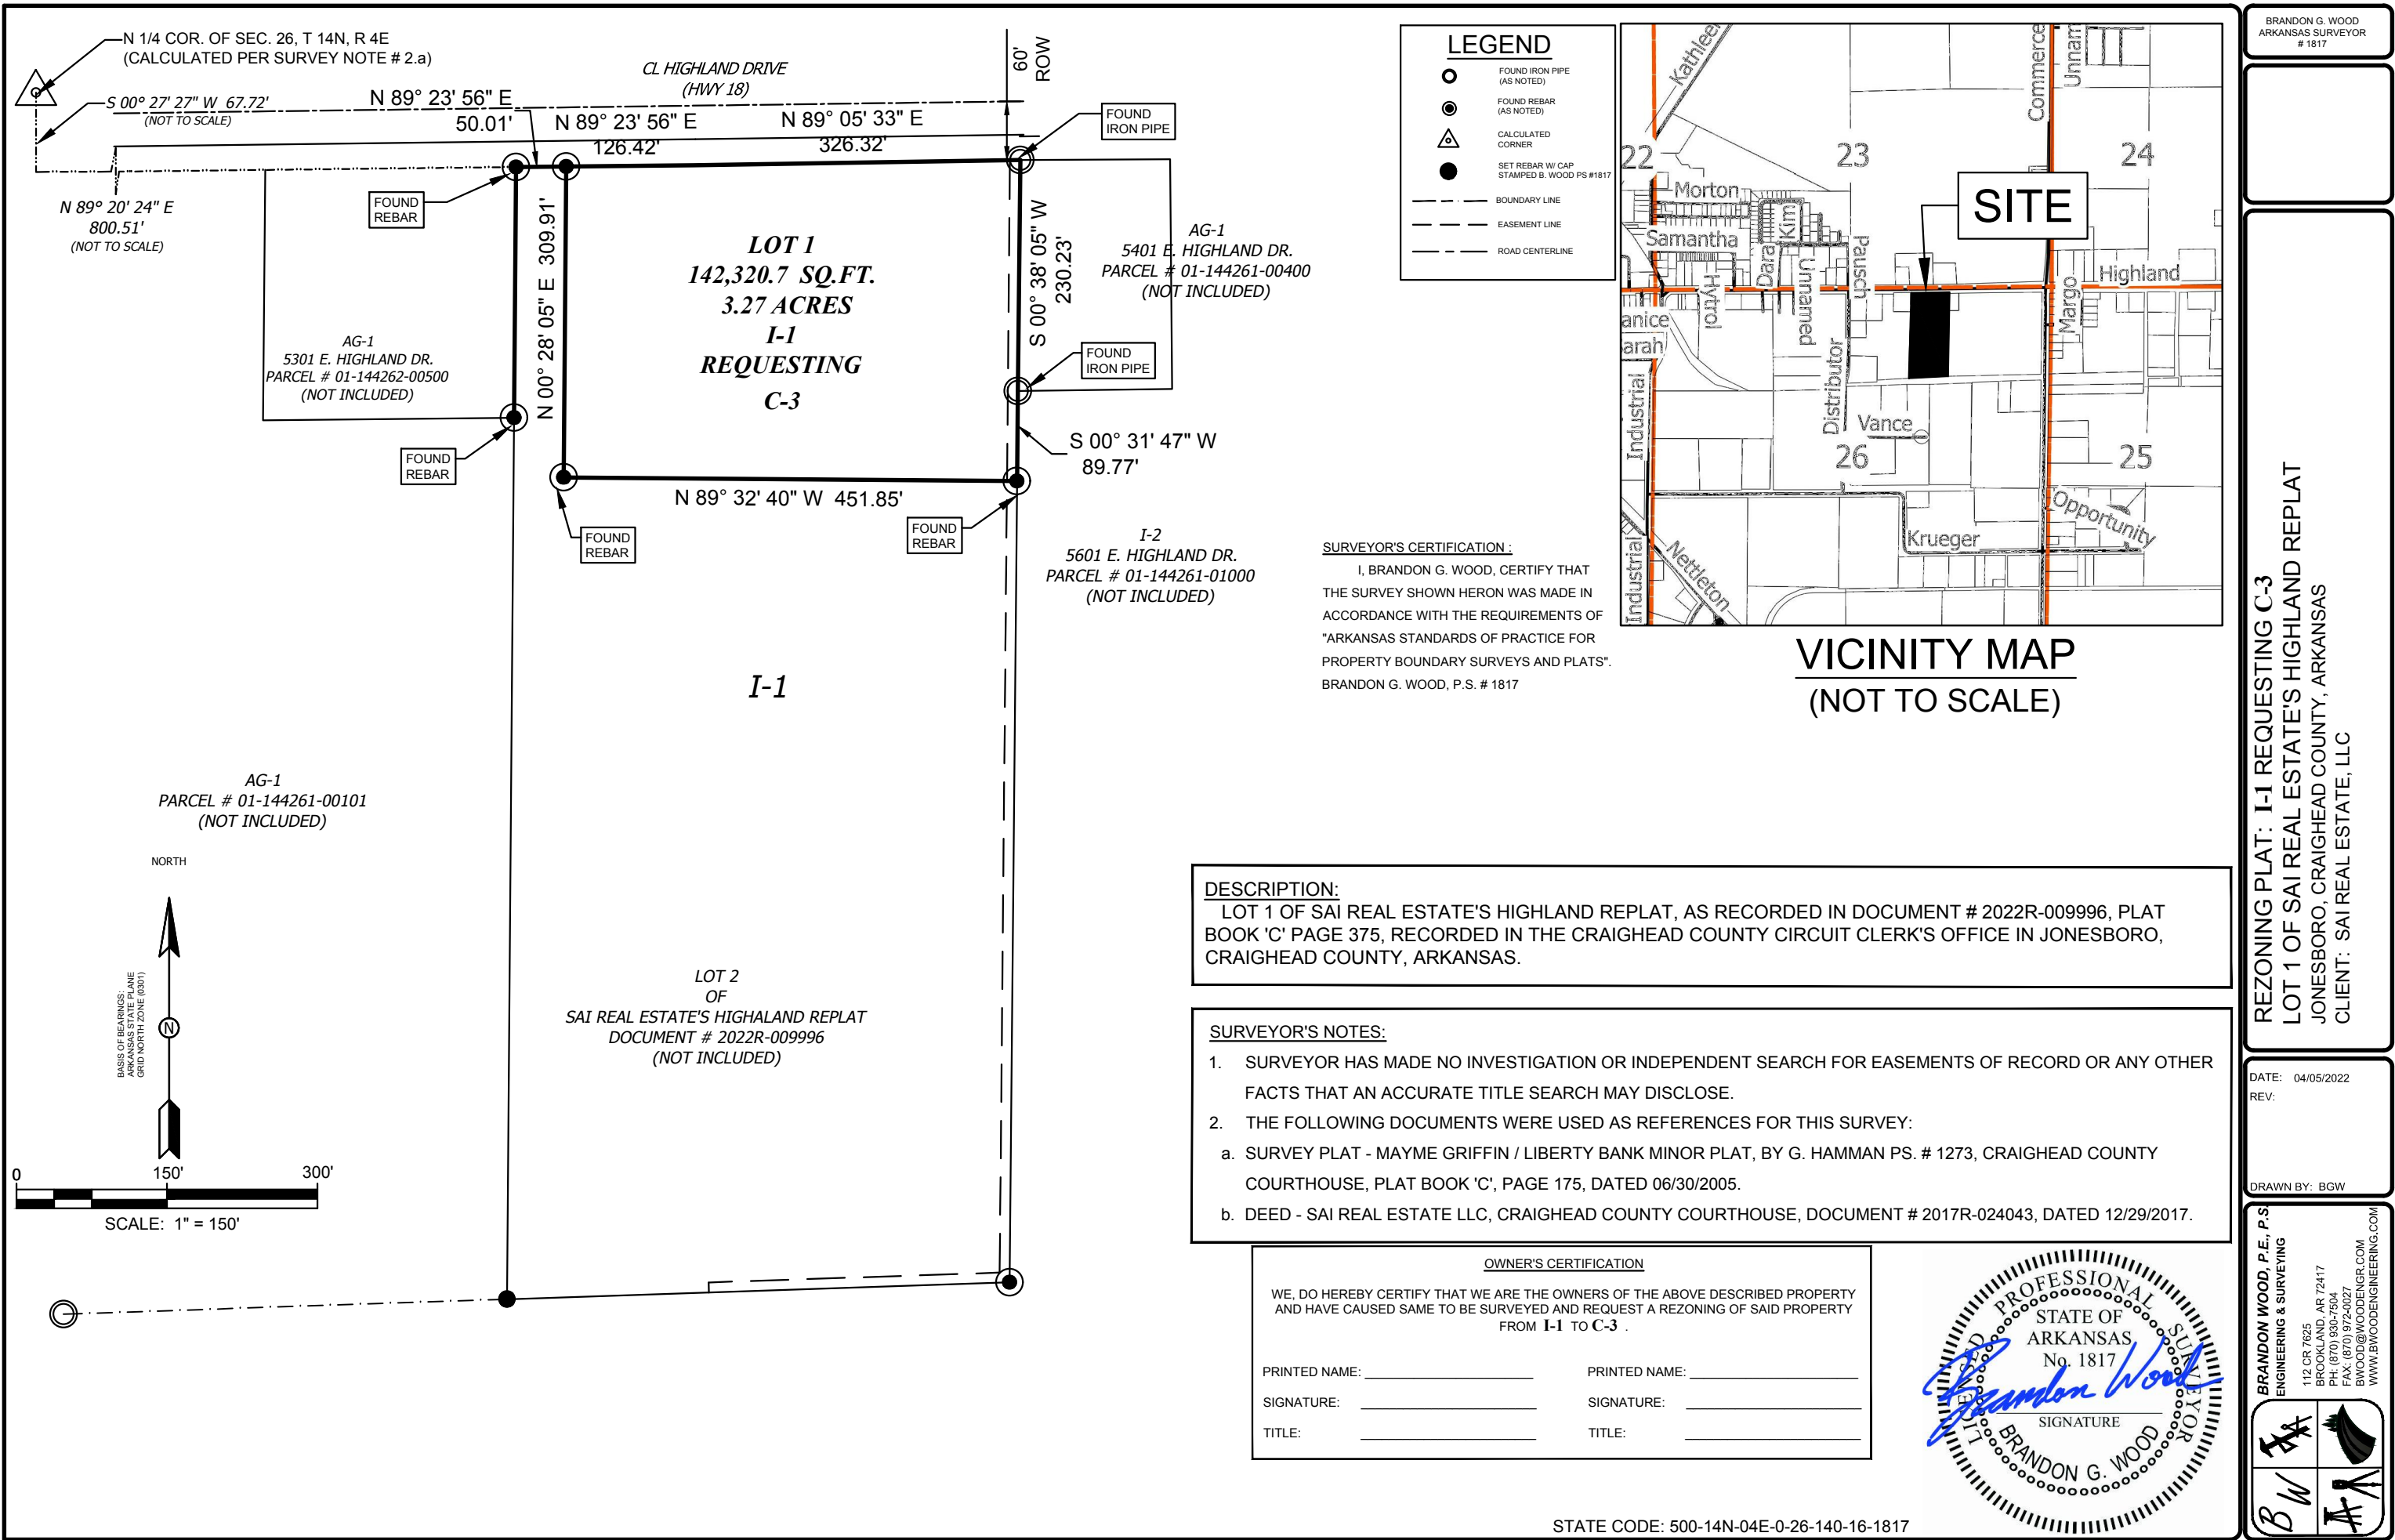 N 1/4 COR. OF SEC. 26, T 14N, R 4E
(CALCULATED PER SURVEY NOTE # 2.a)
S 00° 27' 27" W 67.72'
(NOT TO SCALE)
N 89° 20' 24" E
800.51'
(NOT TO SCALE)
CL HIGHLAND DRIVE
(HWY 18)
60'
ROW
N 89° 23' 56" E
50.01'
N 89° 23' 56" E
126.42'
N 89° 05' 33" E
326.32'
FOUND
IRON PIPE
FOUND
REBAR
N 00° 28' 05" E 309.91'
LOT 1
142,320.7 SQ.FT.
3.27 ACRES
I-1
REQUESTING
C-3
S 00° 38' 05" W
230.23'
AG-1
5401 E. HIGHLAND DR.
PARCEL # 01-144261-00400
(NOT INCLUDED)
AG-1
5301 E. HIGHLAND DR.
PARCEL # 01-144262-00500
(NOT INCLUDED)
FOUND
IRON PIPE
S 00° 31' 47" W
89.77'
FOUND
REBAR
N 89° 32' 40" W 451.85'
FOUND
REBAR
FOUND
REBAR
I-2
5601 E. HIGHLAND DR.
PARCEL # 01-144261-01000
(NOT INCLUDED)
I-1
AG-1
PARCEL # 01-144261-00101
(NOT INCLUDED)
LOT 2
OF
SAI REAL ESTATE'S HIGHALAND REPLAT
DOCUMENT # 2022R-009996
(NOT INCLUDED)
NORTH
N
BASIS OF BEARINGS:
ARKANSAS STATE PLANE
GRID NORTH ZONE (0301)
0 150' 300'
SCALE: 1" = 150'
LEGEND
FOUND IRON PIPE
(AS NOTED)
FOUND REBAR
(AS NOTED)
CALCULATED
CORNER
SET REBAR W/ CAP
STAMPED B. WOOD PS #1817
BOUNDARY LINE
EASEMENT LINE
ROAD CENTERLINE
Kathleen
Commerce
Unnam
22
23
24
SITE
Morton
Samantha
Kim
Dara
Unnamed
Pansch
Hytrol
Highland
Margo
anice
arah
Industrial
Distributor
Vance
26
25
Opportunity
Krueger
Industrial
Nettleton
VICINITY MAP
(NOT TO SCALE)
SURVEYOR'S CERTIFICATION :
I, BRANDON G. WOOD, CERTIFY THAT
THE SURVEY SHOWN HERON WAS MADE IN
ACCORDANCE WITH THE REQUIREMENTS OF
"ARKANSAS STANDARDS OF PRACTICE FOR
PROPERTY BOUNDARY SURVEYS AND PLATS".
BRANDON G. WOOD, P.S. # 1817
DESCRIPTION:
LOT 1 OF SAI REAL ESTATE'S HIGHLAND REPLAT, AS RECORDED IN DOCUMENT # 2022R-009996, PLAT
BOOK 'C' PAGE 375, RECORDED IN THE CRAIGHEAD COUNTY CIRCUIT CLERK'S OFFICE IN JONESBORO,
CRAIGHEAD COUNTY, ARKANSAS.
SURVEYOR'S NOTES:
1. SURVEYOR HAS MADE NO INVESTIGATION OR INDEPENDENT SEARCH FOR EASEMENTS OF RECORD OR ANY OTHER
FACTS THAT AN ACCURATE TITLE SEARCH MAY DISCLOSE.
2. THE FOLLOWING DOCUMENTS WERE USED AS REFERENCES FOR THIS SURVEY:
a. SURVEY PLAT - MAYME GRIFFIN / LIBERTY BANK MINOR PLAT, BY G. HAMMAN PS. # 1273, CRAIGHEAD COUNTY
COURTHOUSE, PLAT BOOK 'C', PAGE 175, DATED 06/30/2005.
b. DEED - SAI REAL ESTATE LLC, CRAIGHEAD COUNTY COURTHOUSE, DOCUMENT # 2017R-024043, DATED 12/29/2017.
OWNER'S CERTIFICATION
WE, DO HEREBY CERTIFY THAT WE ARE THE OWNERS OF THE ABOVE DESCRIBED PROPERTY
AND HAVE CAUSED SAME TO BE SURVEYED AND REQUEST A REZONING OF SAID PROPERTY
FROM I-1 TO C-3 .
PRINTED NAME: PRINTED NAME:
SIGNATURE: SIGNATURE:
TITLE: TITLE:
LICENSED PROFESSIONAL SURVEYOR
STATE OF
ARKANSAS
No. 1817
Brandon Wood
SIGNATURE
BRANDON G. WOOD
STATE CODE: 500-14N-04E-0-26-140-16-1817
BRANDON G. WOOD
ARKANSAS SURVEYOR
# 1817
REZONING PLAT: I-1 REQUESTING C-3
LOT 1 OF SAI REAL ESTATE'S HIGHLAND REPLAT
JONESBORO, CRAIGHEAD COUNTY, ARKANSAS
CLIENT: SAI REAL ESTATE, LLC
DATE: 04/05/2022
REV:
DRAWN BY: BGW
BRANDON WOOD, P.E., P.S.
ENGINEERING & SURVEYING
112 CR 7625
BROOKLAND, AR 72417
PH: (870) 930-7504
FAX: (870) 972-0027
BWOOD@WOODENGR.COM
WWW.BWOODENGINEERING.COM
BW